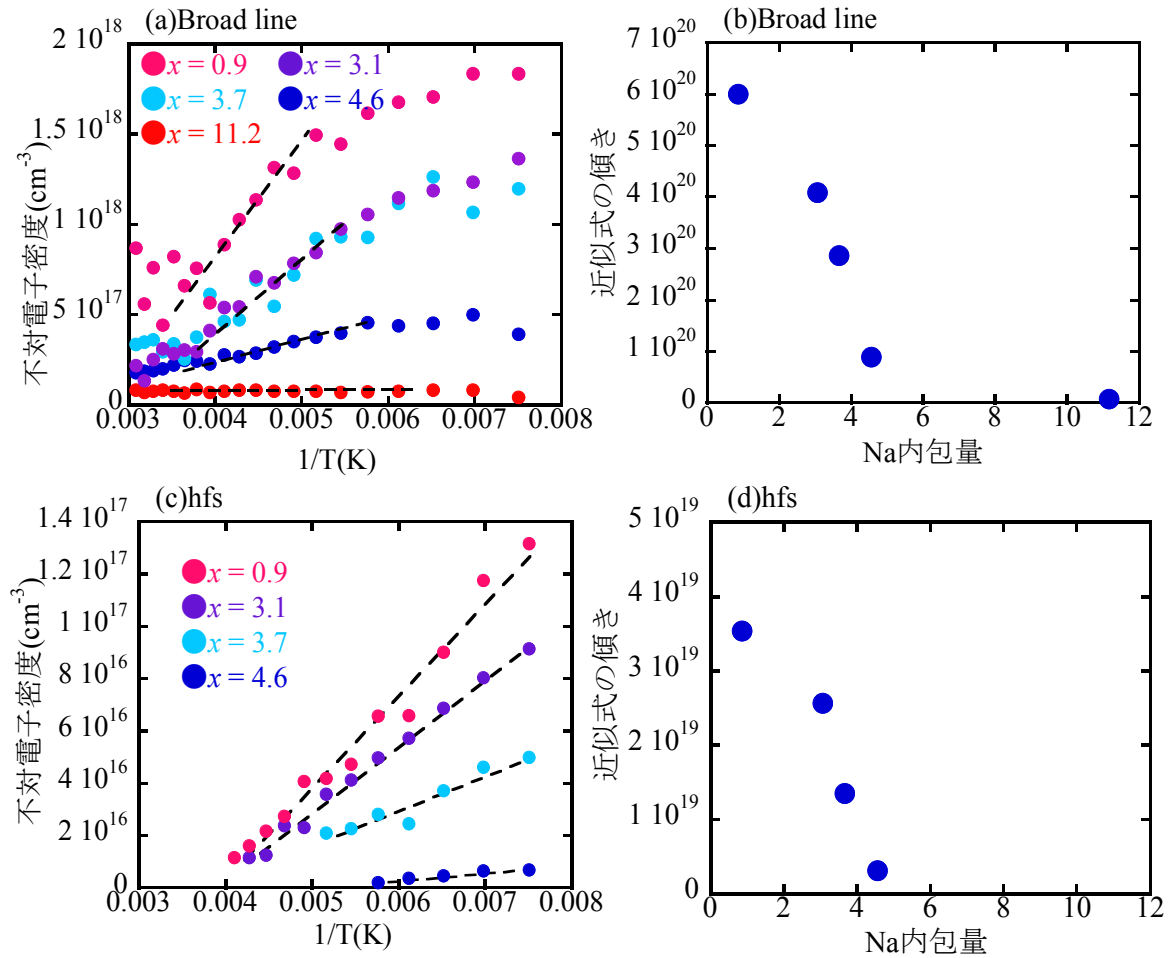 (a)Broad line
2 10^18
1.5 10^18
1 10^18
5 10^17
0
不対電子密度(cm^-3)
x = 0.9
x = 3.1
x = 3.7
x = 4.6
x = 11.2
0.003 0.004 0.005 0.006 0.007 0.008
1/T(K)
(b)Broad line
7 10^20
6 10^20
5 10^20
4 10^20
3 10^20
2 10^20
1 10^20
0
近似式の傾き
0 2 4 6 8 10 12
Na内包量
(c)hfs
1.4 10^17
1.2 10^17
1 10^17
8 10^16
6 10^16
4 10^16
2 10^16
0
不対電子密度(cm^-3)
x = 0.9
x = 3.1
x = 3.7
x = 4.6
0.003 0.004 0.005 0.006 0.007 0.008
1/T(K)
(d)hfs
5 10^19
4 10^19
3 10^19
2 10^19
1 10^19
0
近似式の傾き
0 2 4 6 8 10 12
Na内包量